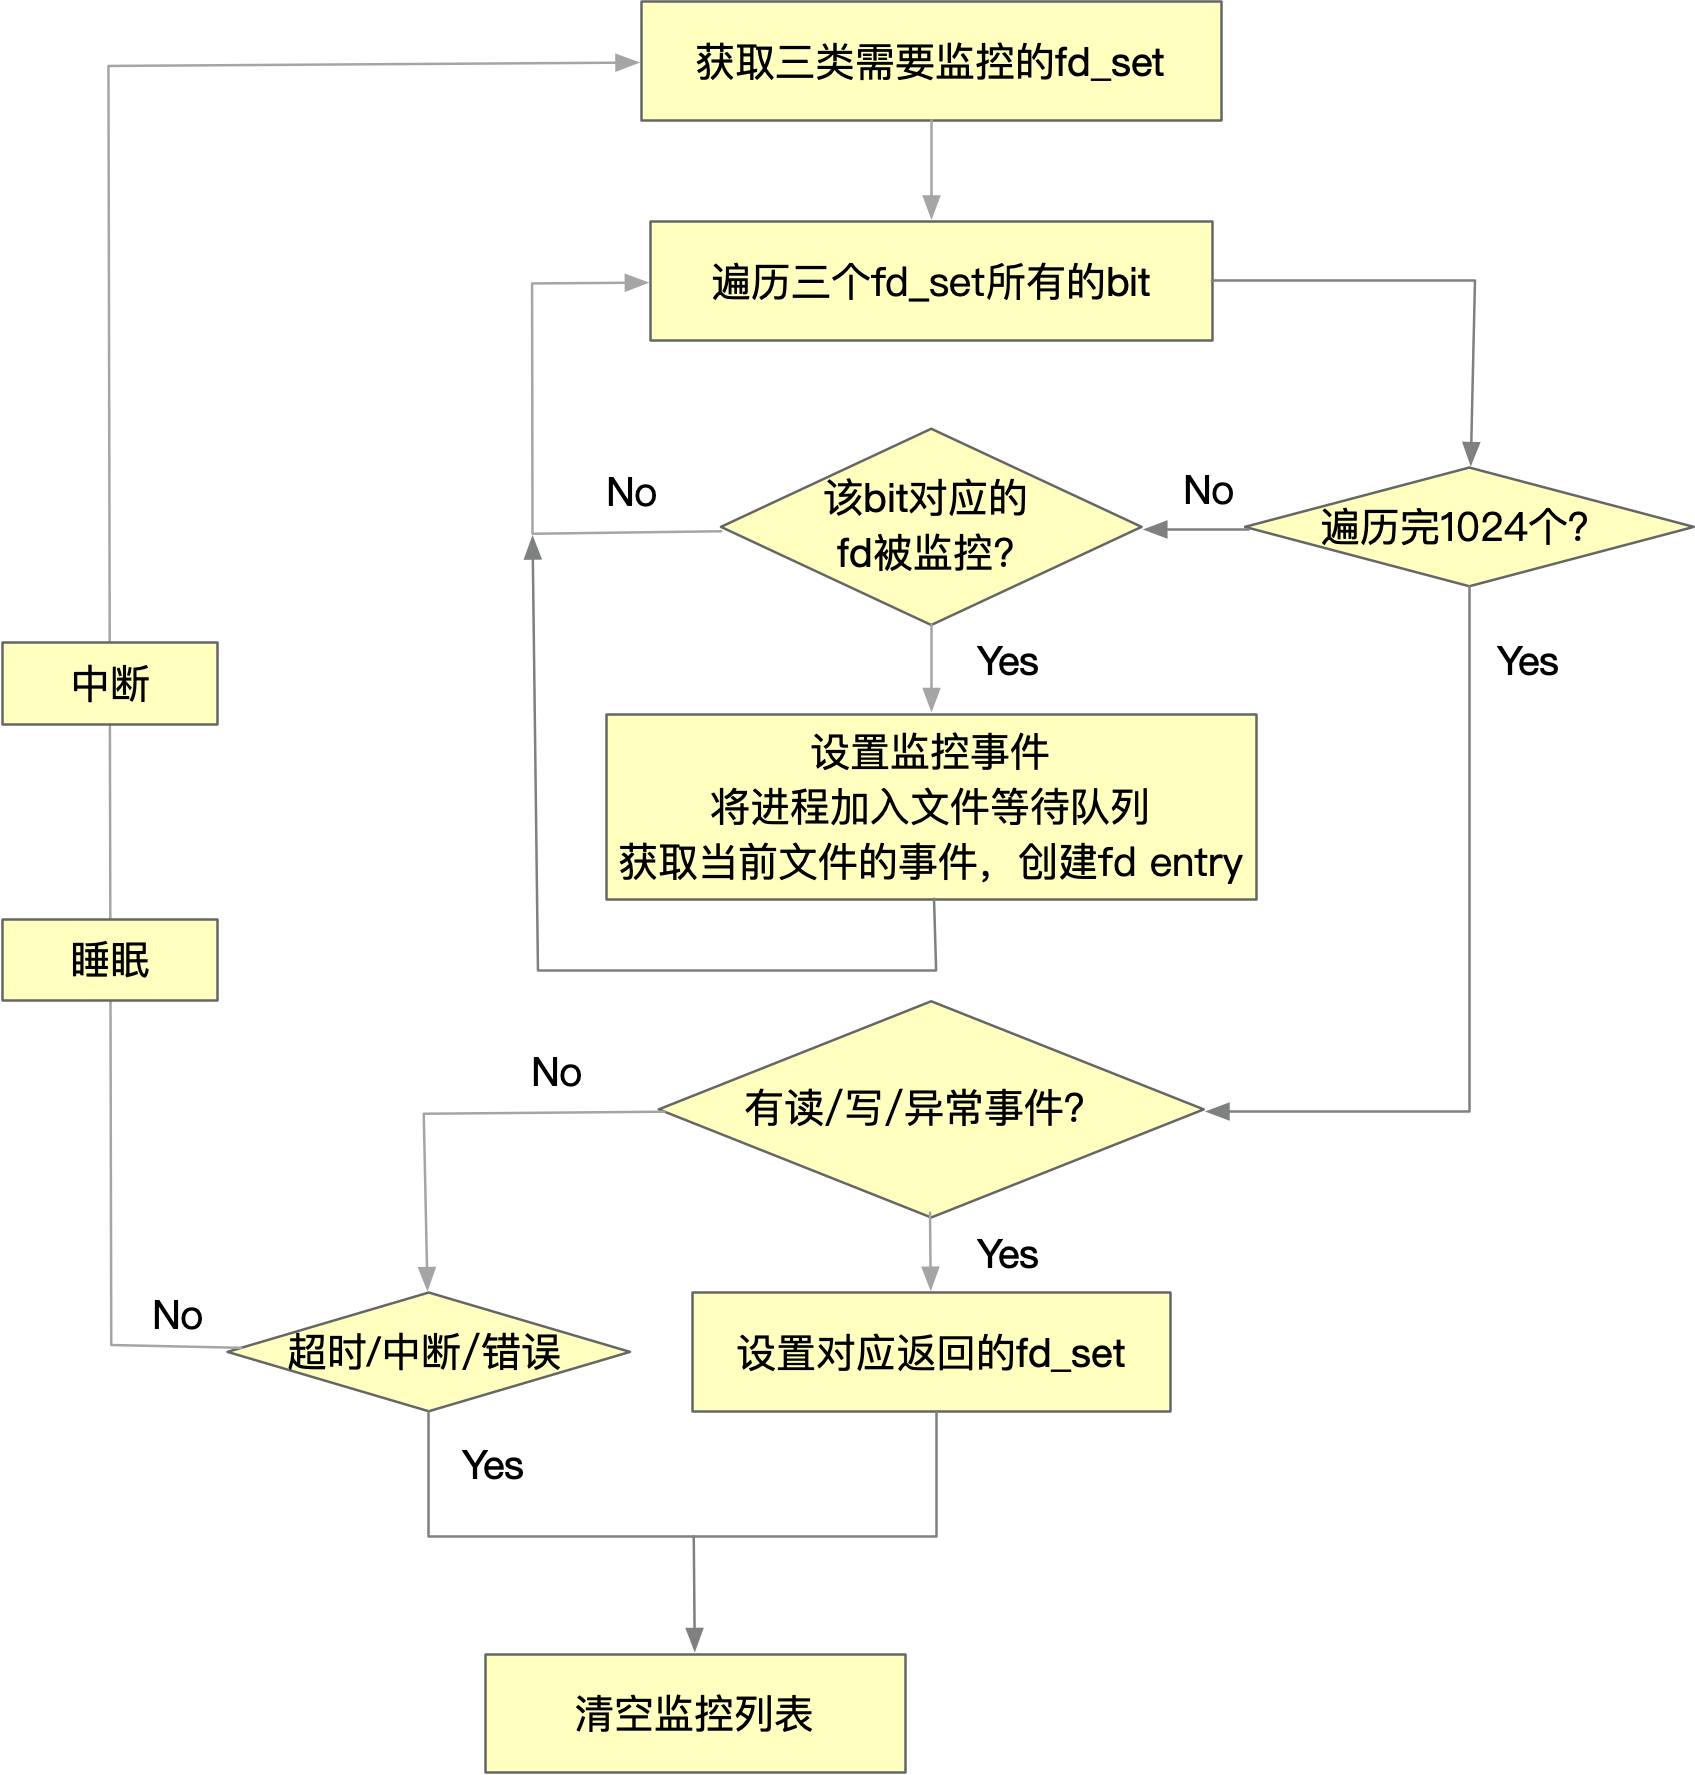 获取三类需要监控的fd_set
遍历三个fd_set所有的bit
No
该bit对应的
fd被监控?
No
遍历完1024个?
Yes
Yes
中断
设置监控事件
将进程加入文件等待队列
获取当前文件的事件，创建fd entry
睡眠
No
有读/写/异常事件?
Yes
No
超时/中断/错误
设置对应返回的fd_set
Yes
清空监控列表